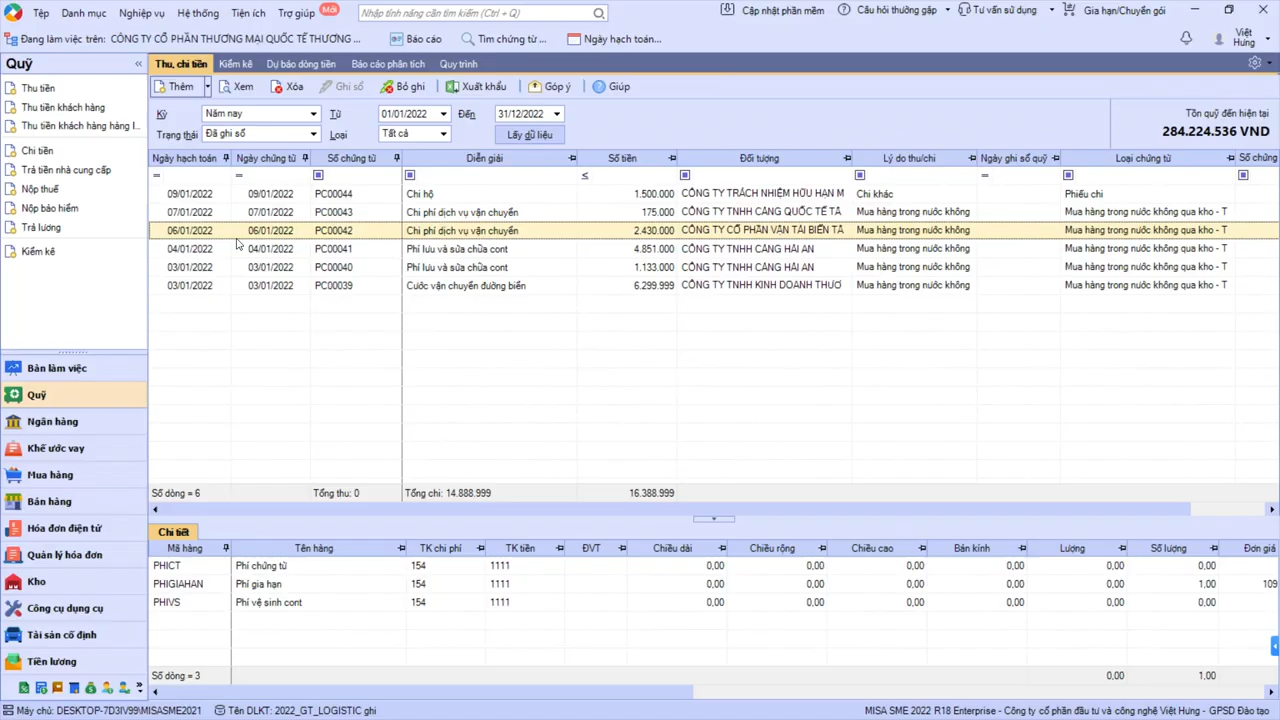 Tệp Danh mục Nghiệp vụ Hệ thống Tiện ích Trợ giúp Mới Nhập tính năng cần tìm kiếm (Ctrl + Q) Cập nhật phần mềm Câu hỏi thường gặp Tư vấn sử dụng Gia hạn/Chuyển gói
Đang làm việc trên: CÔNG TY CỔ PHẦN THƯƠNG MẠI QUỐC TẾ THƯƠNG ... Báo cáo Tìm chứng từ ... Ngày hạch toán... Việt Hưng
Quỹ « Thu, chi tiền Kiểm kê Dự báo dòng tiền Báo cáo phân tích Quy trình
Thu tiền
Thu tiền khách hàng
Thu tiền khách hàng hàng l...
Chi tiền
Trả tiền nhà cung cấp
Nộp thuế
Nộp bảo hiểm
Trả lương
Kiểm kê
Bàn làm việc
Quỹ
Ngân hàng
Khế ước vay
Mua hàng
Bán hàng
Hóa đơn điện tử
Quản lý hóa đơn
Kho
Công cụ dụng cụ
Tài sản cố định
Tiền lương
Thêm Xem Xóa Ghi sổ Bỏ ghi Xuất khẩu Góp ý Giúp
Kỳ Năm nay Từ 01/01/2022 Đến 31/12/2022 Tồn quỹ đến hiện tại
Trạng thái Đã ghi sổ Loại Tất cả Lấy dữ liệu 284.224.536 VND
Ngày hạch toán Ngày chứng từ Số chứng từ Diễn giải Số tiền Đối tượng Lý do thu/chi Ngày ghi sổ quỹ Loại chứng từ Số chứng
= = ≤ =
09/01/2022 09/01/2022 PC00044 Chi hộ 1.500.000 CÔNG TY TRÁCH NHIỆM HỮU HẠN M Chi khác Phiếu chi
07/01/2022 07/01/2022 PC00043 Chi phí dịch vụ vận chuyển 175.000 CÔNG TY TNHH CẢNG QUỐC TẾ TÂ Mua hàng trong nước không Mua hàng trong nước không qua kho - T
06/01/2022 06/01/2022 PC00042 Chi phí dịch vụ vận chuyển 2.430.000 CÔNG TY CỔ PHẦN VẬN TẢI BIỂN TÂ Mua hàng trong nước không Mua hàng trong nước không qua kho - T
04/01/2022 04/01/2022 PC00041 Phí lưu và sửa chữa cont 4.851.000 CÔNG TY TNHH CẢNG HẢI AN Mua hàng trong nước không Mua hàng trong nước không qua kho - T
03/01/2022 03/01/2022 PC00040 Phí lưu và sửa chữa cont 1.133.000 CÔNG TY TNHH CẢNG HẢI AN Mua hàng trong nước không Mua hàng trong nước không qua kho - T
03/01/2022 03/01/2022 PC00039 Cước vận chuyển đường biển 6.299.999 CÔNG TY TNHH KINH DOANH THƯƠ Mua hàng trong nước không Mua hàng trong nước không qua kho - T
Số dòng = 6 Tổng thu: 0 Tổng chi: 14.888.999 16.388.999
Chi tiết
Mã hàng Tên hàng TK chi phí TK tiền ĐVT Chiều dài Chiều rộng Chiều cao Bán kính Lượng Số lượng Đơn giá
PHICT Phí chứng từ 154 1111 0,00 0,00 0,00 0,00 0,00 0,00
PHIGIAHAN Phí gia hạn 154 1111 0,00 0,00 0,00 0,00 0,00 1,00 109
PHIVS Phí vệ sinh cont 154 1111 0,00 0,00 0,00 0,00 0,00 0,00
Số dòng = 3 0,00 1,00
Máy chủ: DESKTOP-7D3IV99\MISASME2021 Tên DLKT: 2022_GT_LOGISTIC ghi MISA SME 2022 R18 Enterprise - Công ty cổ phần đầu tư và công nghệ Việt Hưng - GPSD Đào tạo